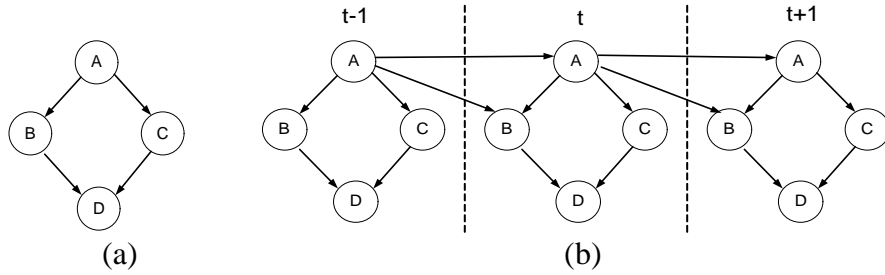 t-1 t t+1
A A A A
B C B C B C B C
D D D D
(a) (b)